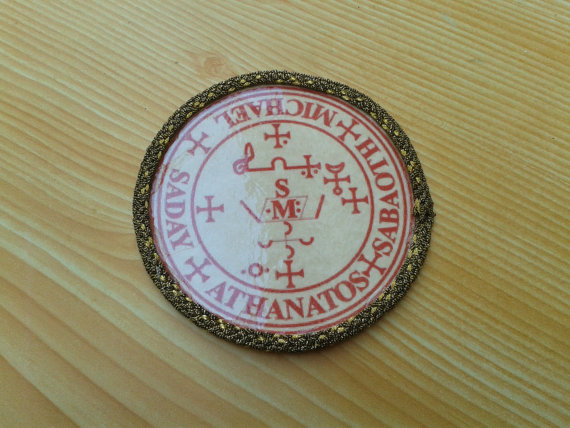 MICHAEL
SABAOTH
ATHANATOS
SADAY
S
:M: